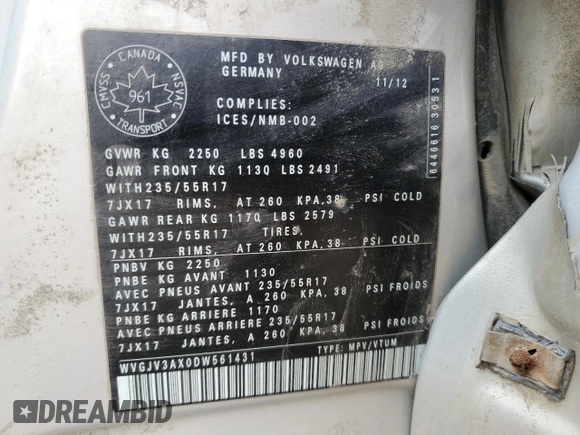 CANADA
CMVSS
NSVAC
961
TRANSPORT
MFD BY VOLKSWAGEN AG
GERMANY
11/12
COMPLIES:
ICES/NMB-002
6446616 30531
GVWR KG 2250 LBS 4960
GAWR FRONT KG 1130 LBS 2491
WITH235/55R17
7JX17 RIMS, AT 260 KPA,38 PSI COLD
GAWR REAR KG 1170 LBS 2579
WITH235/55R17 TIRES,
7JX17 RIMS, AT 260 KPA, 38 PSI COLD
PNBV KG 2250
PNBE KG AVANT 1130
AVEC PNEUS AVANT 235/55R17
7JX17 JANTES, A 260 KPA, 38 PSI FROIDS
PNBE KG ARRIERE 1170
AVEC PNEUS ARRIERE 235/55R17
7JX17 JANTES, A 260 KPA, 38 PSI FROIDS
WVGJV3AX0DW561431 TYPE: MPV/VTUM
DREAMBID